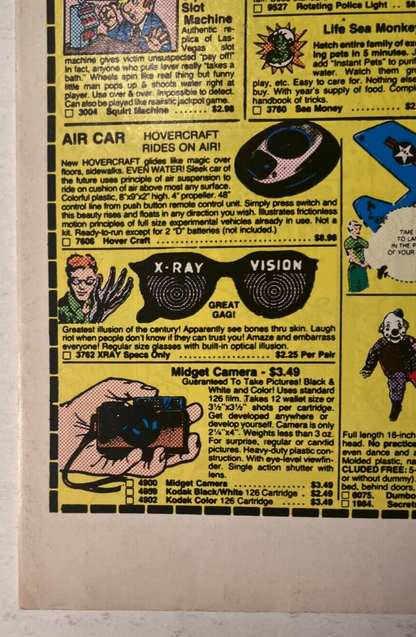 Slot
Machine
Authentic re-
plica of Las-
Vegas slot
machine gives victim unsuspected "pay off!"
In fact, anyone who pulls lever really "takes a
bath." Wheels spin like real thing but funny
little man pops up & shoots water right at
player. Use over & over. Impossible to detect.
Can also be played like realistic jackpot game.
3004 Squirt Machine $2.98
9527 Rotating Police Light
Life Sea Monke
Hatch entire family of ex
ing pets in 5 minutes.
add "Instant Pets" to puri
water. Watch them
play, etc. Easy to care for. Nothing els
buy. With year's supply of food. Compl
handbook of tricks.
3760 Sea Money
AIR CAR HOVERCRAFT
RIDES ON AIR!
New HOVERCRAFT glides like magic over
floors, sidewalks. EVEN WATER! Sleek car of
the future uses principle of air suspension to
ride on cushion of air above most any surface.
Colorful plastic, 8"x9"x2" high. 4" propeller. 48"
control line from push button remote control unit. Simply press switch and
this beauty rises and floats in any direction you wish. Illustrates frictionless
motion principles of full size experimental vehicles already in use. Not a
kit. Ready-to-run except for 2 "D" batteries (not included.)
7606 Hover Craft $8.98
TIME
TO LA
IN THE P
OF YOUR
X-RAY VISION
GREAT
GAG!
Greatest illusion of the century! Apparently see bones thru skin. Laugh
riot when people don't know if they can trust you! Amaze and embarrass
everyone! Regular size glasses with built-in optical illusion.
3762 XRAY Specs Only $2.25 Per Pair
Midget Camera - $3.49
Guaranteed To Take Pictures! Black &
White and Color! Uses standard
126 film. Takes 12 wallet size or
3½"x3½" shots per cartridge.
Get developed anywhere or
develop yourself. Camera is only
2¼"x4". Weighs less than 3 oz.
For surprise, regular or candid
pictures. Heavy-duty plastic con-
struction. With eye-level viewfin-
der. Single action shutter with
lens.
4900 Midget Camera $3.49
4959 Kodak Black/White 126 Cartridge $2.49
4902 Kodak Color 126 Cartridge $3.49
Full length 16-inch
head. No practice
even dance and
Molded plastic,
CLUDED FREE:
or without dummy)
bed, behind doors,
6075. Dumb
1984. Secret